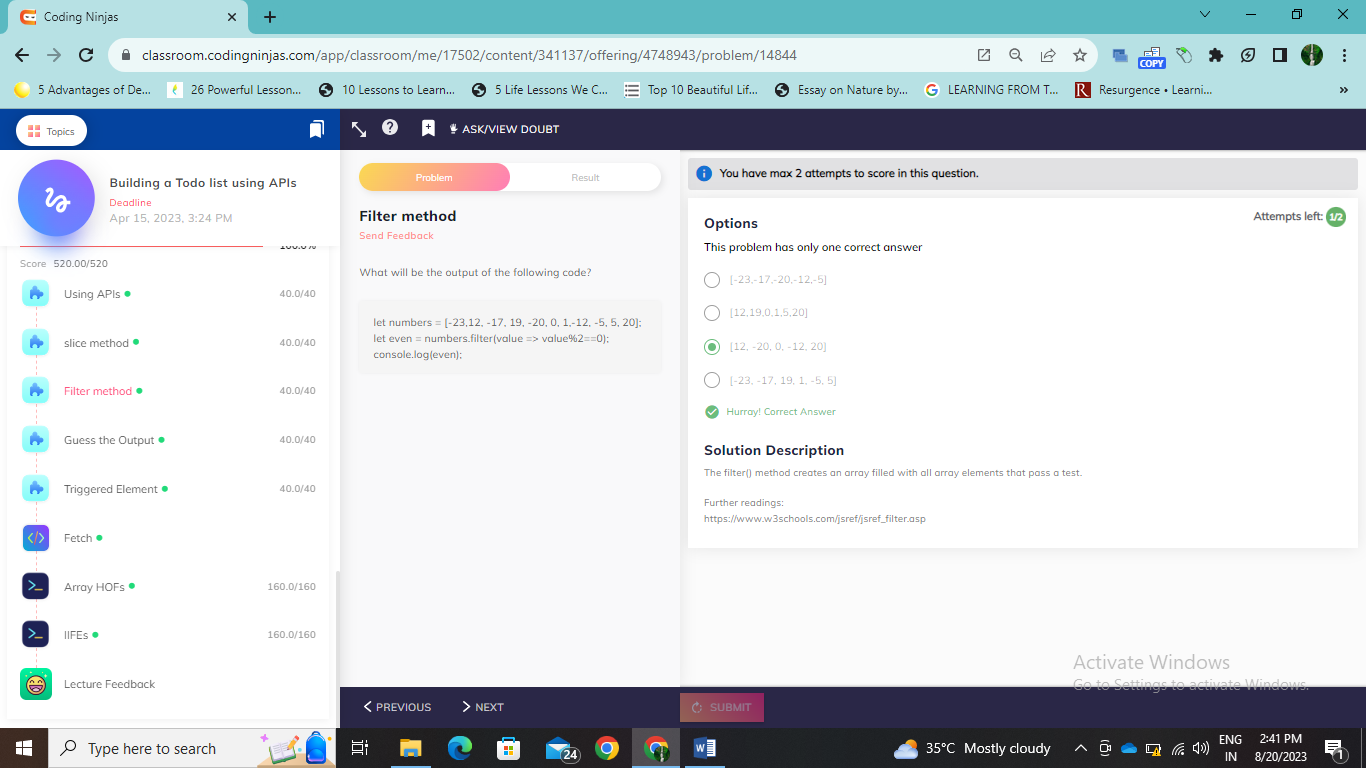 Coding Ninjas
classroom.codingninjas.com/app/classroom/me/17502/content/341137/offering/4748943/problem/14844
COPY
5 Advantages of De...
26 Powerful Lesson...
10 Lessons to Learn...
5 Life Lessons We C...
Top 10 Beautiful Lif...
Essay on Nature by...
LEARNING FROM T...
Resurgence • Learni...
Topics
ASK/VIEW DOUBT
Building a Todo list using APIs
Deadline
Apr 15, 2023, 3:24 PM
100.0%
Score 520.00/520
Using APIs 40.0/40
slice method 40.0/40
Filter method 40.0/40
Guess the Output 40.0/40
Triggered Element 40.0/40
Fetch
Array HOFs 160.0/160
IIFEs 160.0/160
Lecture Feedback
Problem
Result
Filter method
Send Feedback
What will be the output of the following code?
let numbers = [-23,12, -17, 19, -20, 0, 1,-12, -5, 5, 20];
let even = numbers.filter(value => value%2==0);
console.log(even);
PREVIOUS
NEXT
You have max 2 attempts to score in this question.
Options
Attempts left: 1/2
This problem has only one correct answer
[-23,-17,-20,-12,-5]
[12,19,0,1,5,20]
[12, -20, 0, -12, 20]
[-23, -17, 19, 1, -5, 5]
Hurray! Correct Answer
Solution Description
The filter() method creates an array filled with all array elements that pass a test.
Further readings:
https://www.w3schools.com/jsref/jsref_filter.asp
SUBMIT
Activate Windows
Go to Settings to activate Windows.
Type here to search
24
35°C Mostly cloudy
ENG
IN
2:41 PM
8/20/2023
1